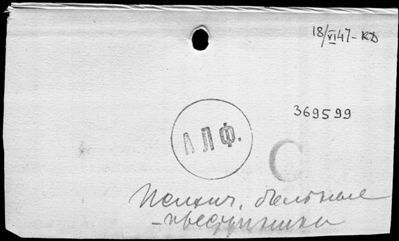 18/VI 47-КД
369599
АЛФ.
С
Психич. больные
-преступники